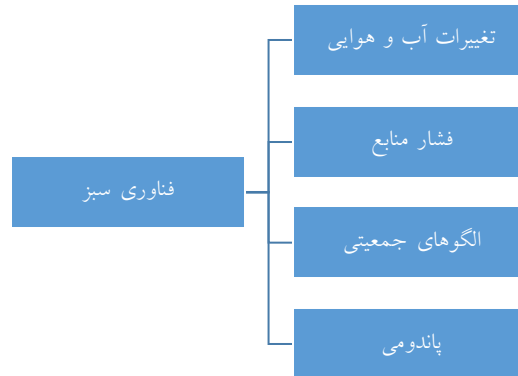 تغییرات آب و هوایی
فشار منابع
فناوری سبز
الگوهای جمعیتی
پاندومی